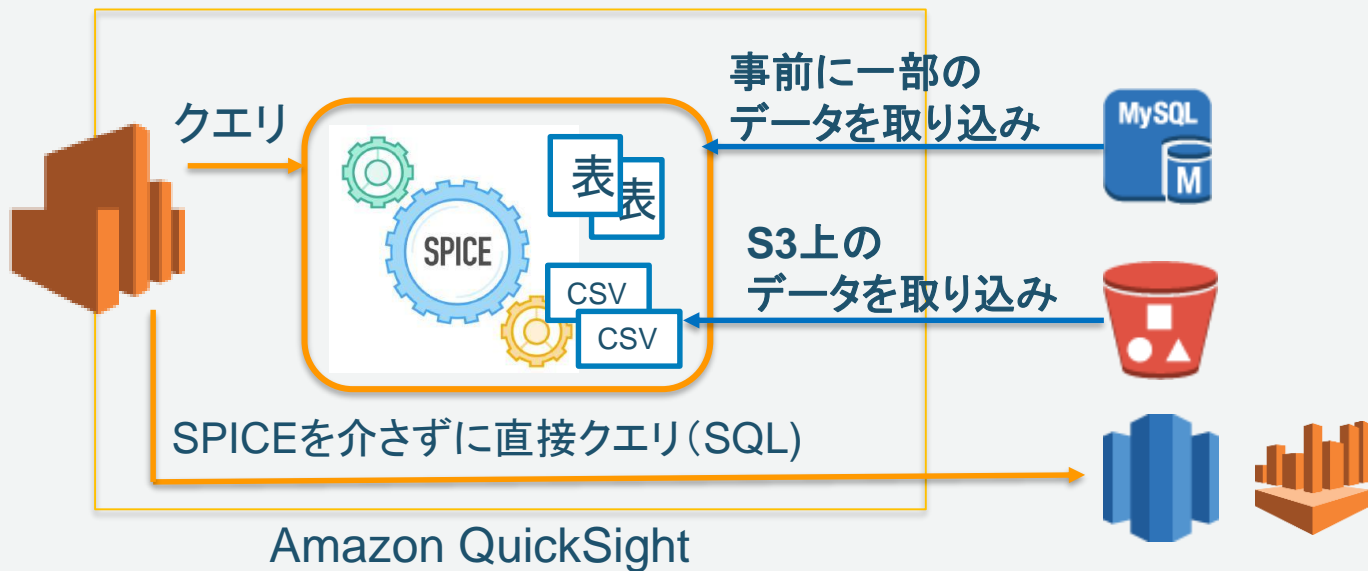 事前に一部の
データを取り込み
クエリ
MySQL
M
表
表
SPICE
S3上の
データを取り込み
CSV
CSV
SPICEを介さずに直接クエリ(SQL)
Amazon QuickSight